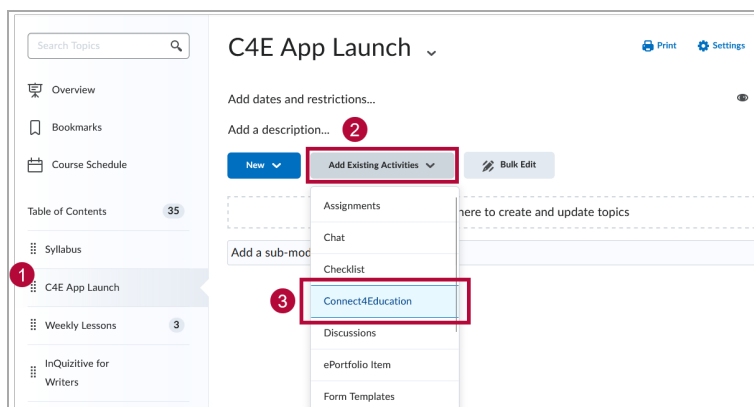 Search Topics
Overview
Bookmarks
Course Schedule
Table of Contents 35
Syllabus
1
C4E App Launch
Weekly Lessons 3
InQuizitive for
Writers
C4E App Launch
Print Settings
Add dates and restrictions...
Add a description... 2
New Add Existing Activities Bulk Edit
here to create and update topics
Add a sub-mod
Assignments
Chat
Checklist
3 Connect4Education
Discussions
ePortfolio Item
Form Templates